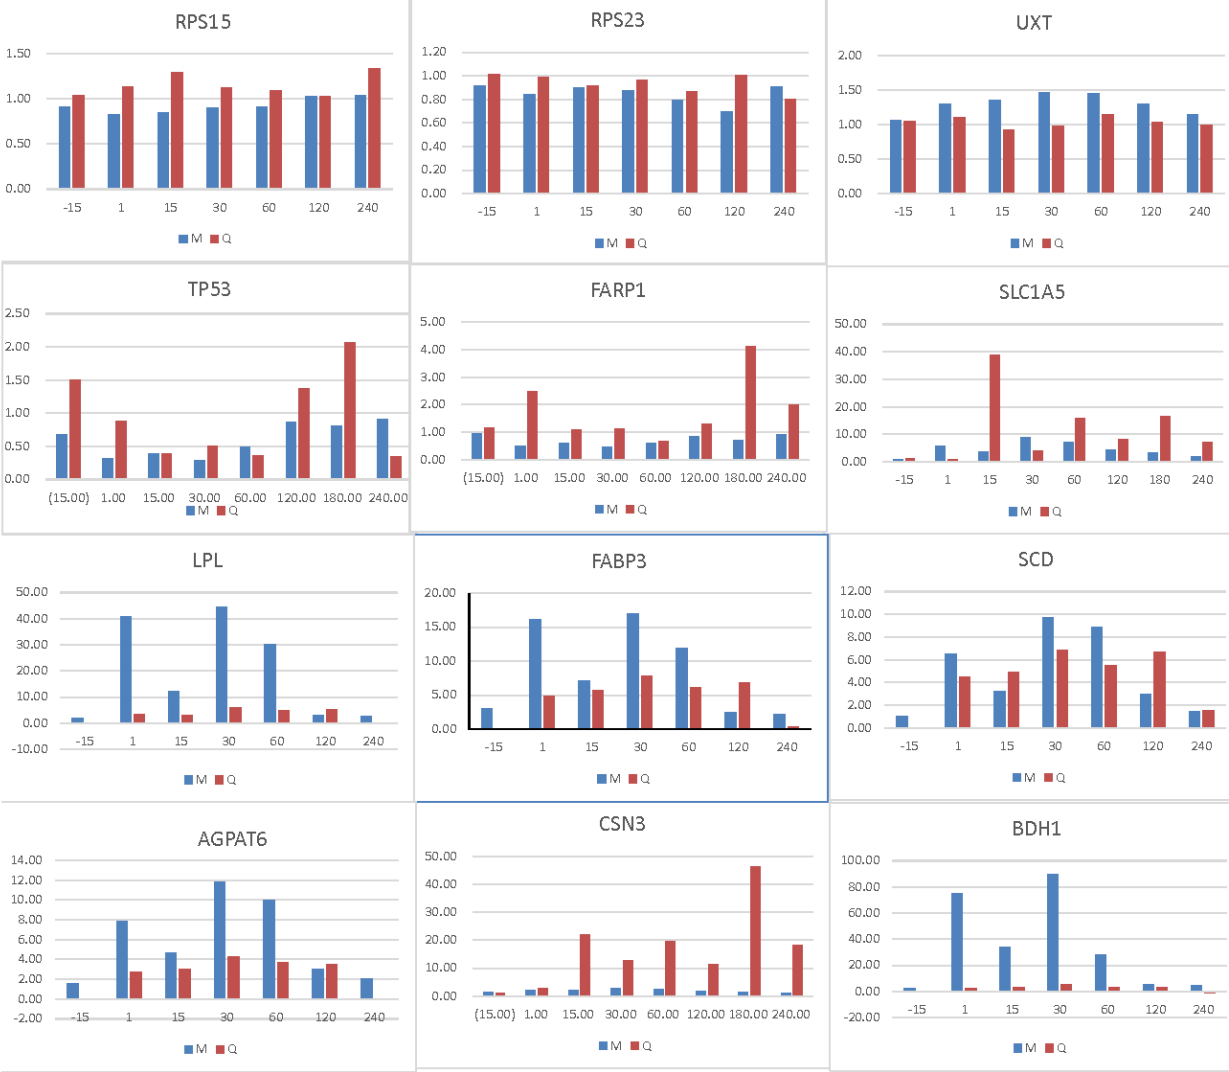 RPS15
1.50
1.00
0.50
0.00
-15 1 15 30 60 120 240
M Q
RPS23
1.20
1.00
0.80
0.60
0.40
0.20
0.00
-15 1 15 30 60 120 240
M Q
UXT
2.00
1.50
1.00
0.50
0.00
-15 1 15 30 60 120 240
M Q
TP53
2.50
2.00
1.50
1.00
0.50
0.00
(15.00) 1.00 15.00 30.00 60.00 120.00 180.00 240.00
M Q
FARP1
5.00
4.00
3.00
2.00
1.00
0.00
(15.00) 1.00 15.00 30.00 60.00 120.00 180.00 240.00
M Q
SLC1A5
50.00
40.00
30.00
20.00
10.00
0.00
-15 1 15 30 60 120 180 240
M Q
LPL
50.00
40.00
30.00
20.00
10.00
0.00
-10.00
-15 1 15 30 60 120 240
M Q
FABP3
20.00
15.00
10.00
5.00
0.00
-15 1 15 30 60 120 240
M Q
SCD
12.00
10.00
8.00
6.00
4.00
2.00
0.00
-15 1 15 30 60 120 240
M Q
AGPAT6
14.00
12.00
10.00
8.00
6.00
4.00
2.00
0.00
-2.00
-15 1 15 30 60 120 240
M Q
CSN3
50.00
40.00
30.00
20.00
10.00
0.00
(15.00) 1.00 15.00 30.00 60.00 120.00 180.00 240.00
M Q
BDH1
100.00
80.00
60.00
40.00
20.00
0.00
-20.00
-15 1 15 30 60 120 240
M Q